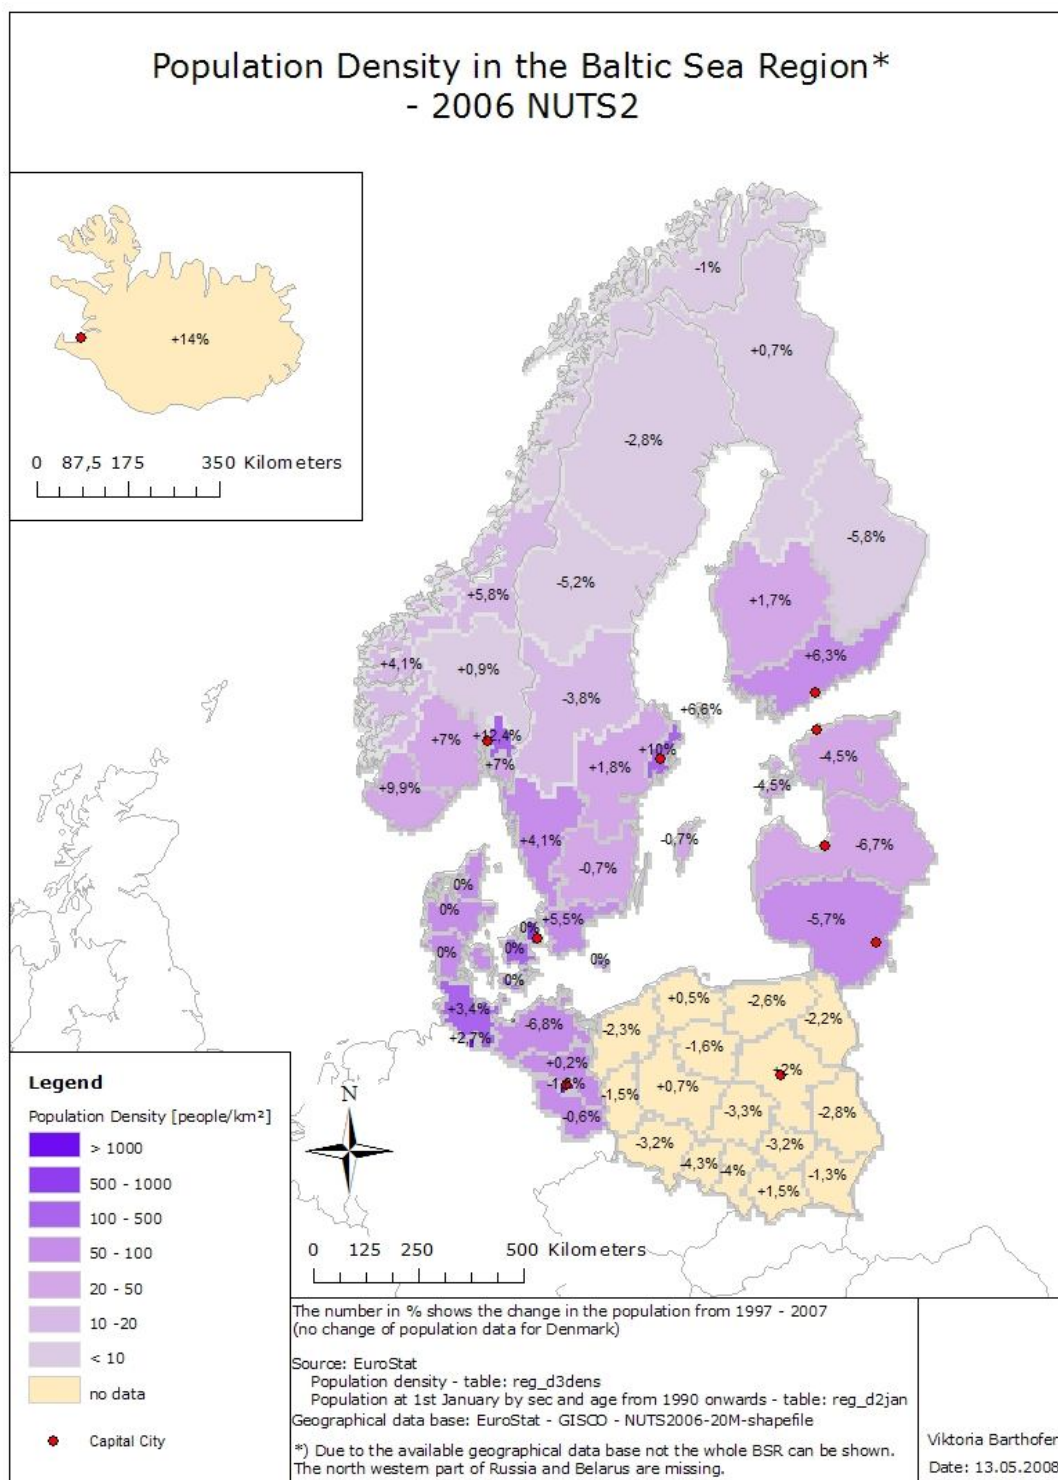 Population Density in the Baltic Sea Region*
- 2006 NUTS2
+14%
0 87,5 175 350 Kilometers
-1%
+0,7%
-2,8%
-5,8%
-5,2%
+5,8%
+1,7%
+6,3%
+4,1%
+0,9%
-3,8%
+6,6%
+7%
+12,4%
+10%
+7%
+1,8%
-4,5%
+9,9%
-4,5%
+4,1%
-0,7%
-6,7%
-0,7%
0%
0%
-5,7%
+5,5%
0%
0%
0%
0%
0%
+3,4%
+2,7%
-6,8%
+0,5%
-2,6%
-2,2%
-2,3%
-1,6%
+0,2%
+2%
+0,7%
-1,5%
-0,6%
-3,3%
-2,8%
-3,2%
-3,2%
-4,3%
-4%
-1,3%
+1,5%
N
0 125 250 500 Kilometers
Legend
Population Density [people/km²]
> 1000
500 - 1000
100 - 500
50 - 100
20 - 50
10 -20
< 10
no data
Capital City
The number in % shows the change in the population from 1997 - 2007
(no change of population data for Denmark)
Source: EuroStat
Population density - table: reg_d3dens
Population at 1st January by sec and age from 1990 onwards - table: reg_d2jan
Geographical data base: EuroStat - GISCO - NUTS2006-20M-shapefile
*) Due to the available geographical data base not the whole BSR can be shown.
The north western part of Russia and Belarus are missing.
Viktoria Barthofer
Date: 13.05.2008